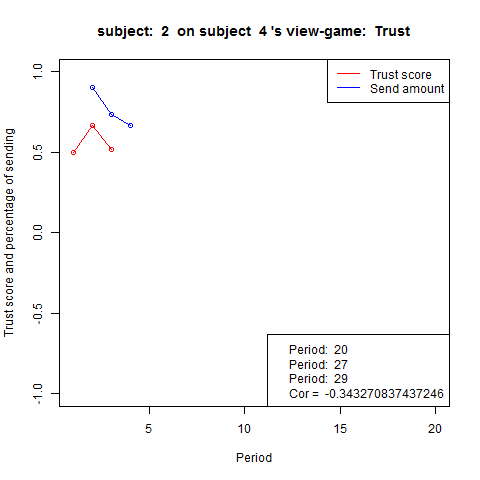 subject:  2  on subject  4 's view-game:  Trust
Trust score
Send amount
Trust score and percentage of sending
1.0
0.5
0.0
-0.5
-1.0
Period:  20
Period:  27
Period:  29
Cor =  -0.343270837437246
5
10
15
20
Period